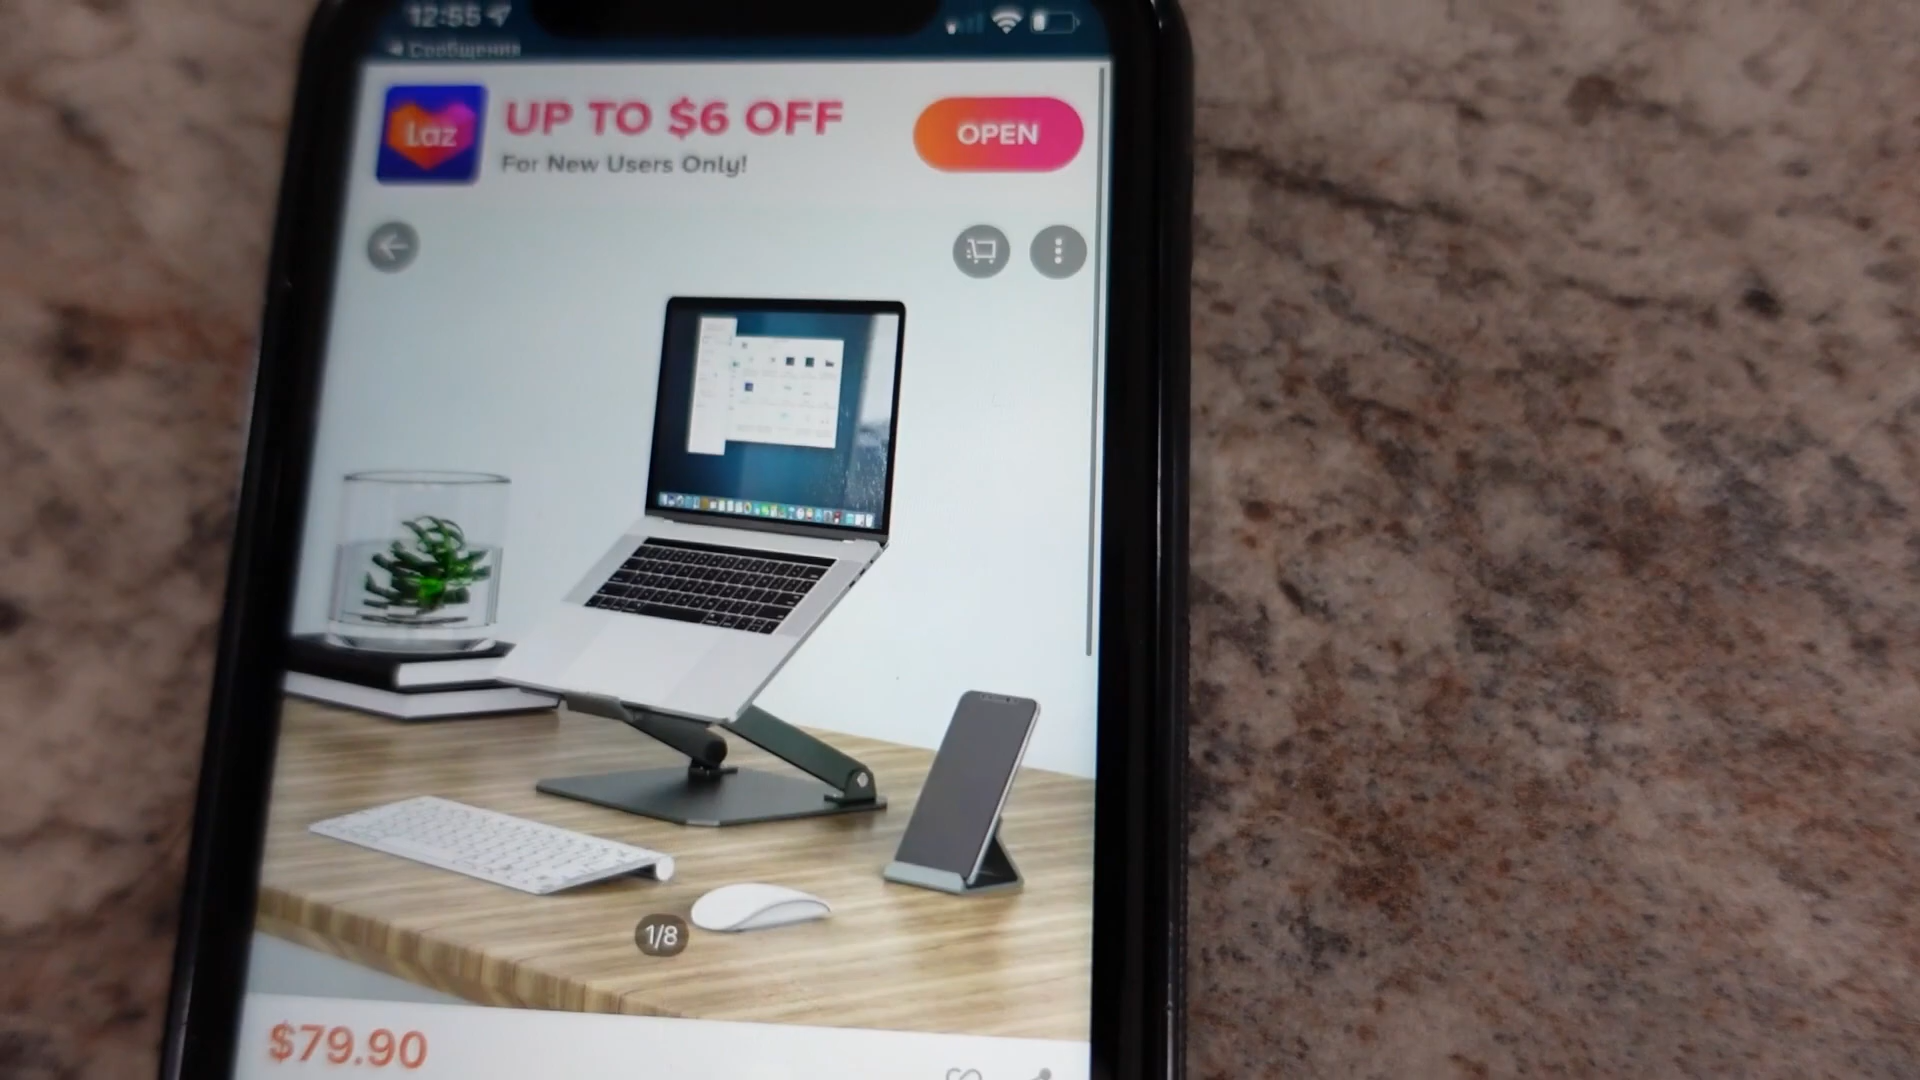 12:55
Сообщения
Laz
UP TO $6 OFF
For New Users Only!
OPEN
1/8
$79.90